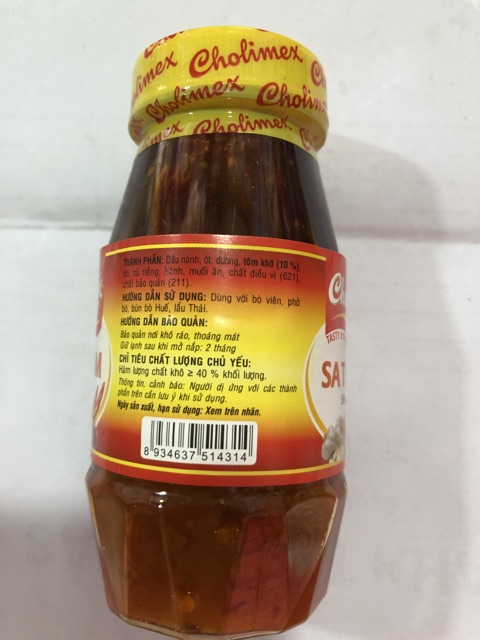 Cholimex
Cholimex
Cholimex
THÀNH PHẦN: Dầu nành, ớt, đường, tôm khô (10 %),
tỏi, củ riềng, hành, muối ăn, chất điều vị (621),
chất bảo quản (211).
HƯỚNG DẪN SỬ DỤNG: Dùng với bò viên, phở
bò, bún bò Huế, lẩu Thái.
HƯỚNG DẪN BẢO QUẢN:
Bảo quản nơi khô ráo, thoáng mát
Giữ lạnh sau khi mở nắp: 2 tháng
CHỈ TIÊU CHẤT LƯỢNG CHỦ YẾU:
Hàm lượng chất khô ≥ 40 % khối lượng.
Thông tin, cảnh báo: Người dị ứng với các thành
phần trên cần lưu ý khi sử dụng.
Ngày sản xuất, hạn sử dụng: Xem trên nhãn.
8 934637 514314
TASTY
SAT